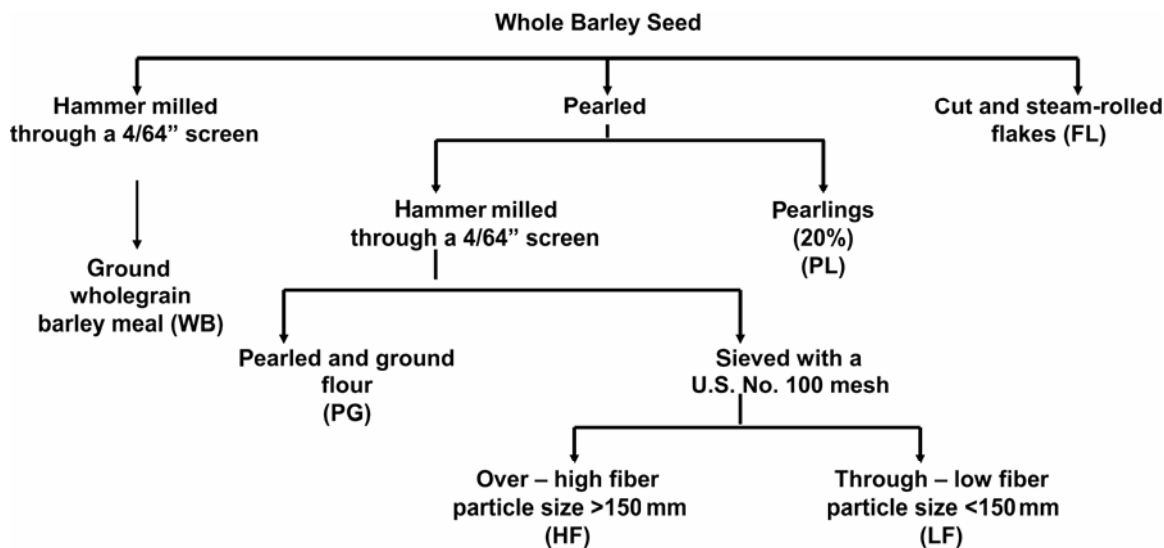 Whole Barley Seed
Hammer milled
through a 4/64” screen
Pearled
Cut and steam-rolled
flakes (FL)
Hammer milled
through a 4/64” screen
Pearlings
(20%)
(PL)
Ground
wholegrain
barley meal (WB)
Pearled and ground
flour
(PG)
Sieved with a
U.S. No. 100 mesh
Over – high fiber
particle size >150 mm
(HF)
Through – low fiber
particle size <150 mm
(LF)